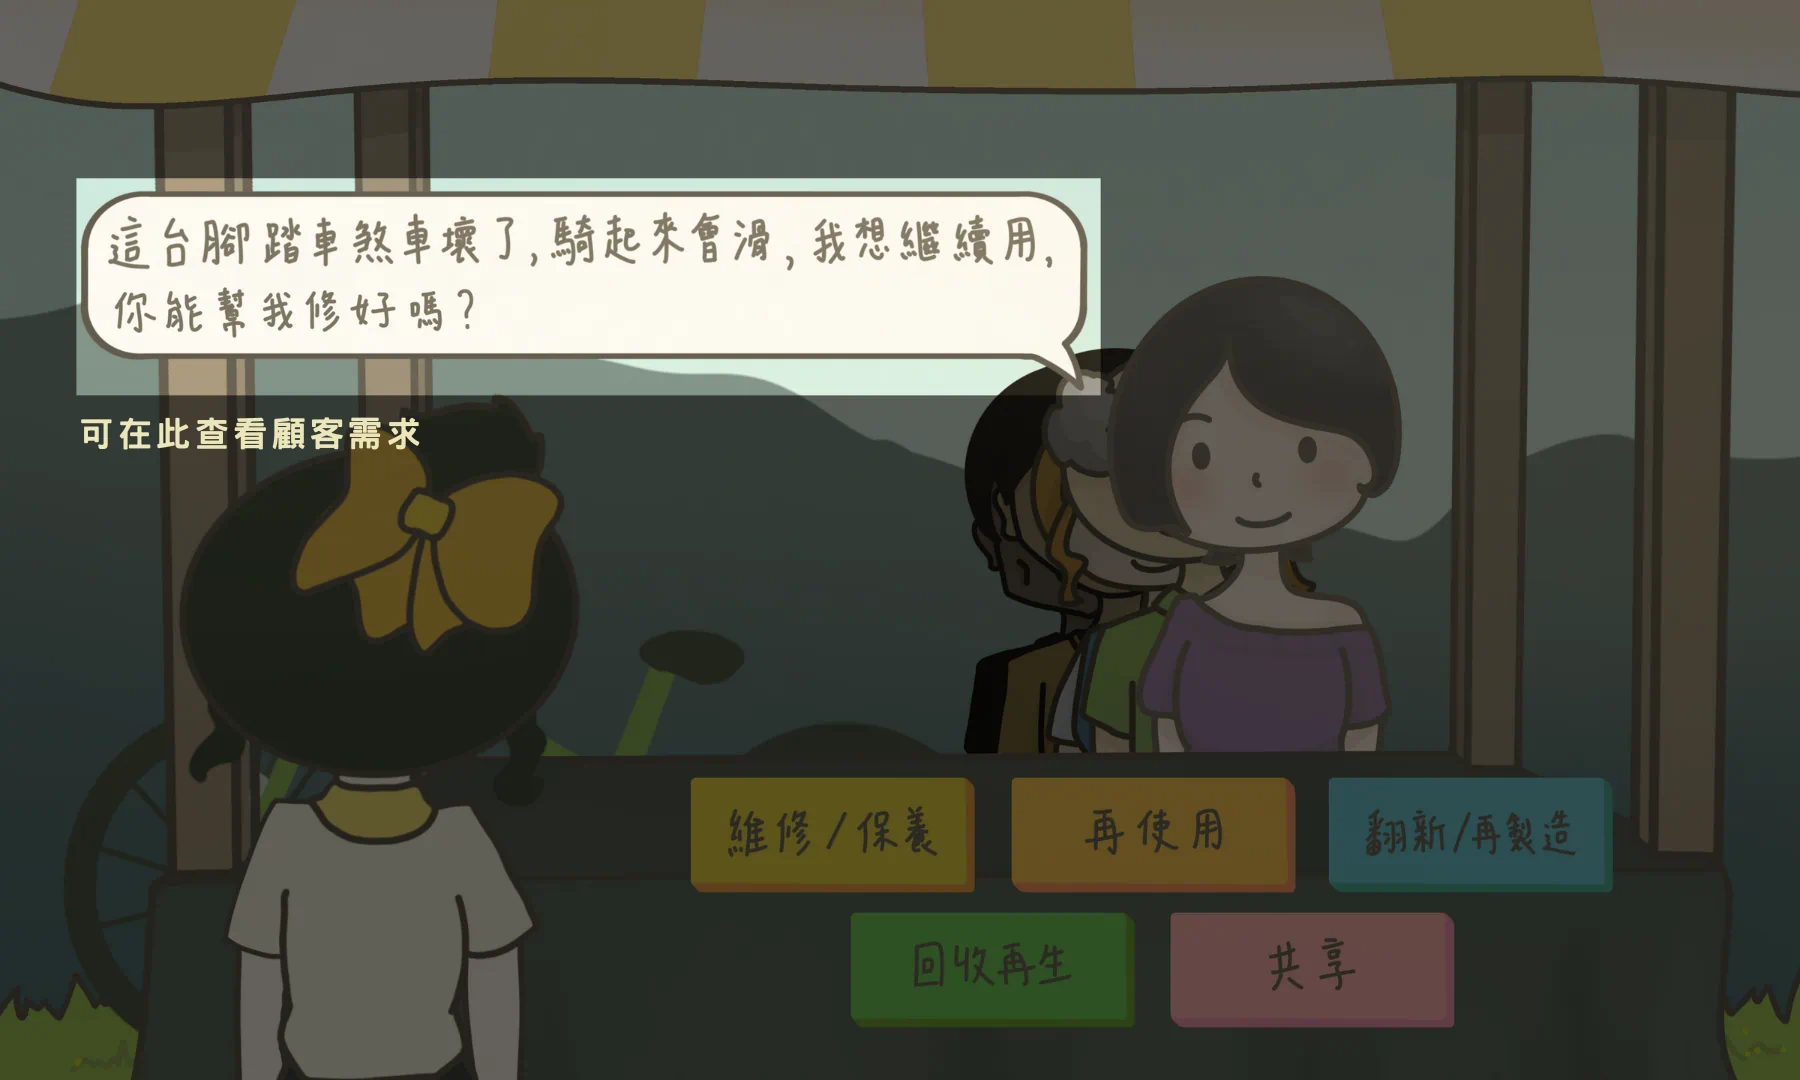 這台腳踏車煞車壞了,騎起來會滑,我想繼續用,
你能幫我修好嗎?
可在此查看顧客需求
維修/保養
再使用
翻新/再製造
回收再生
共享